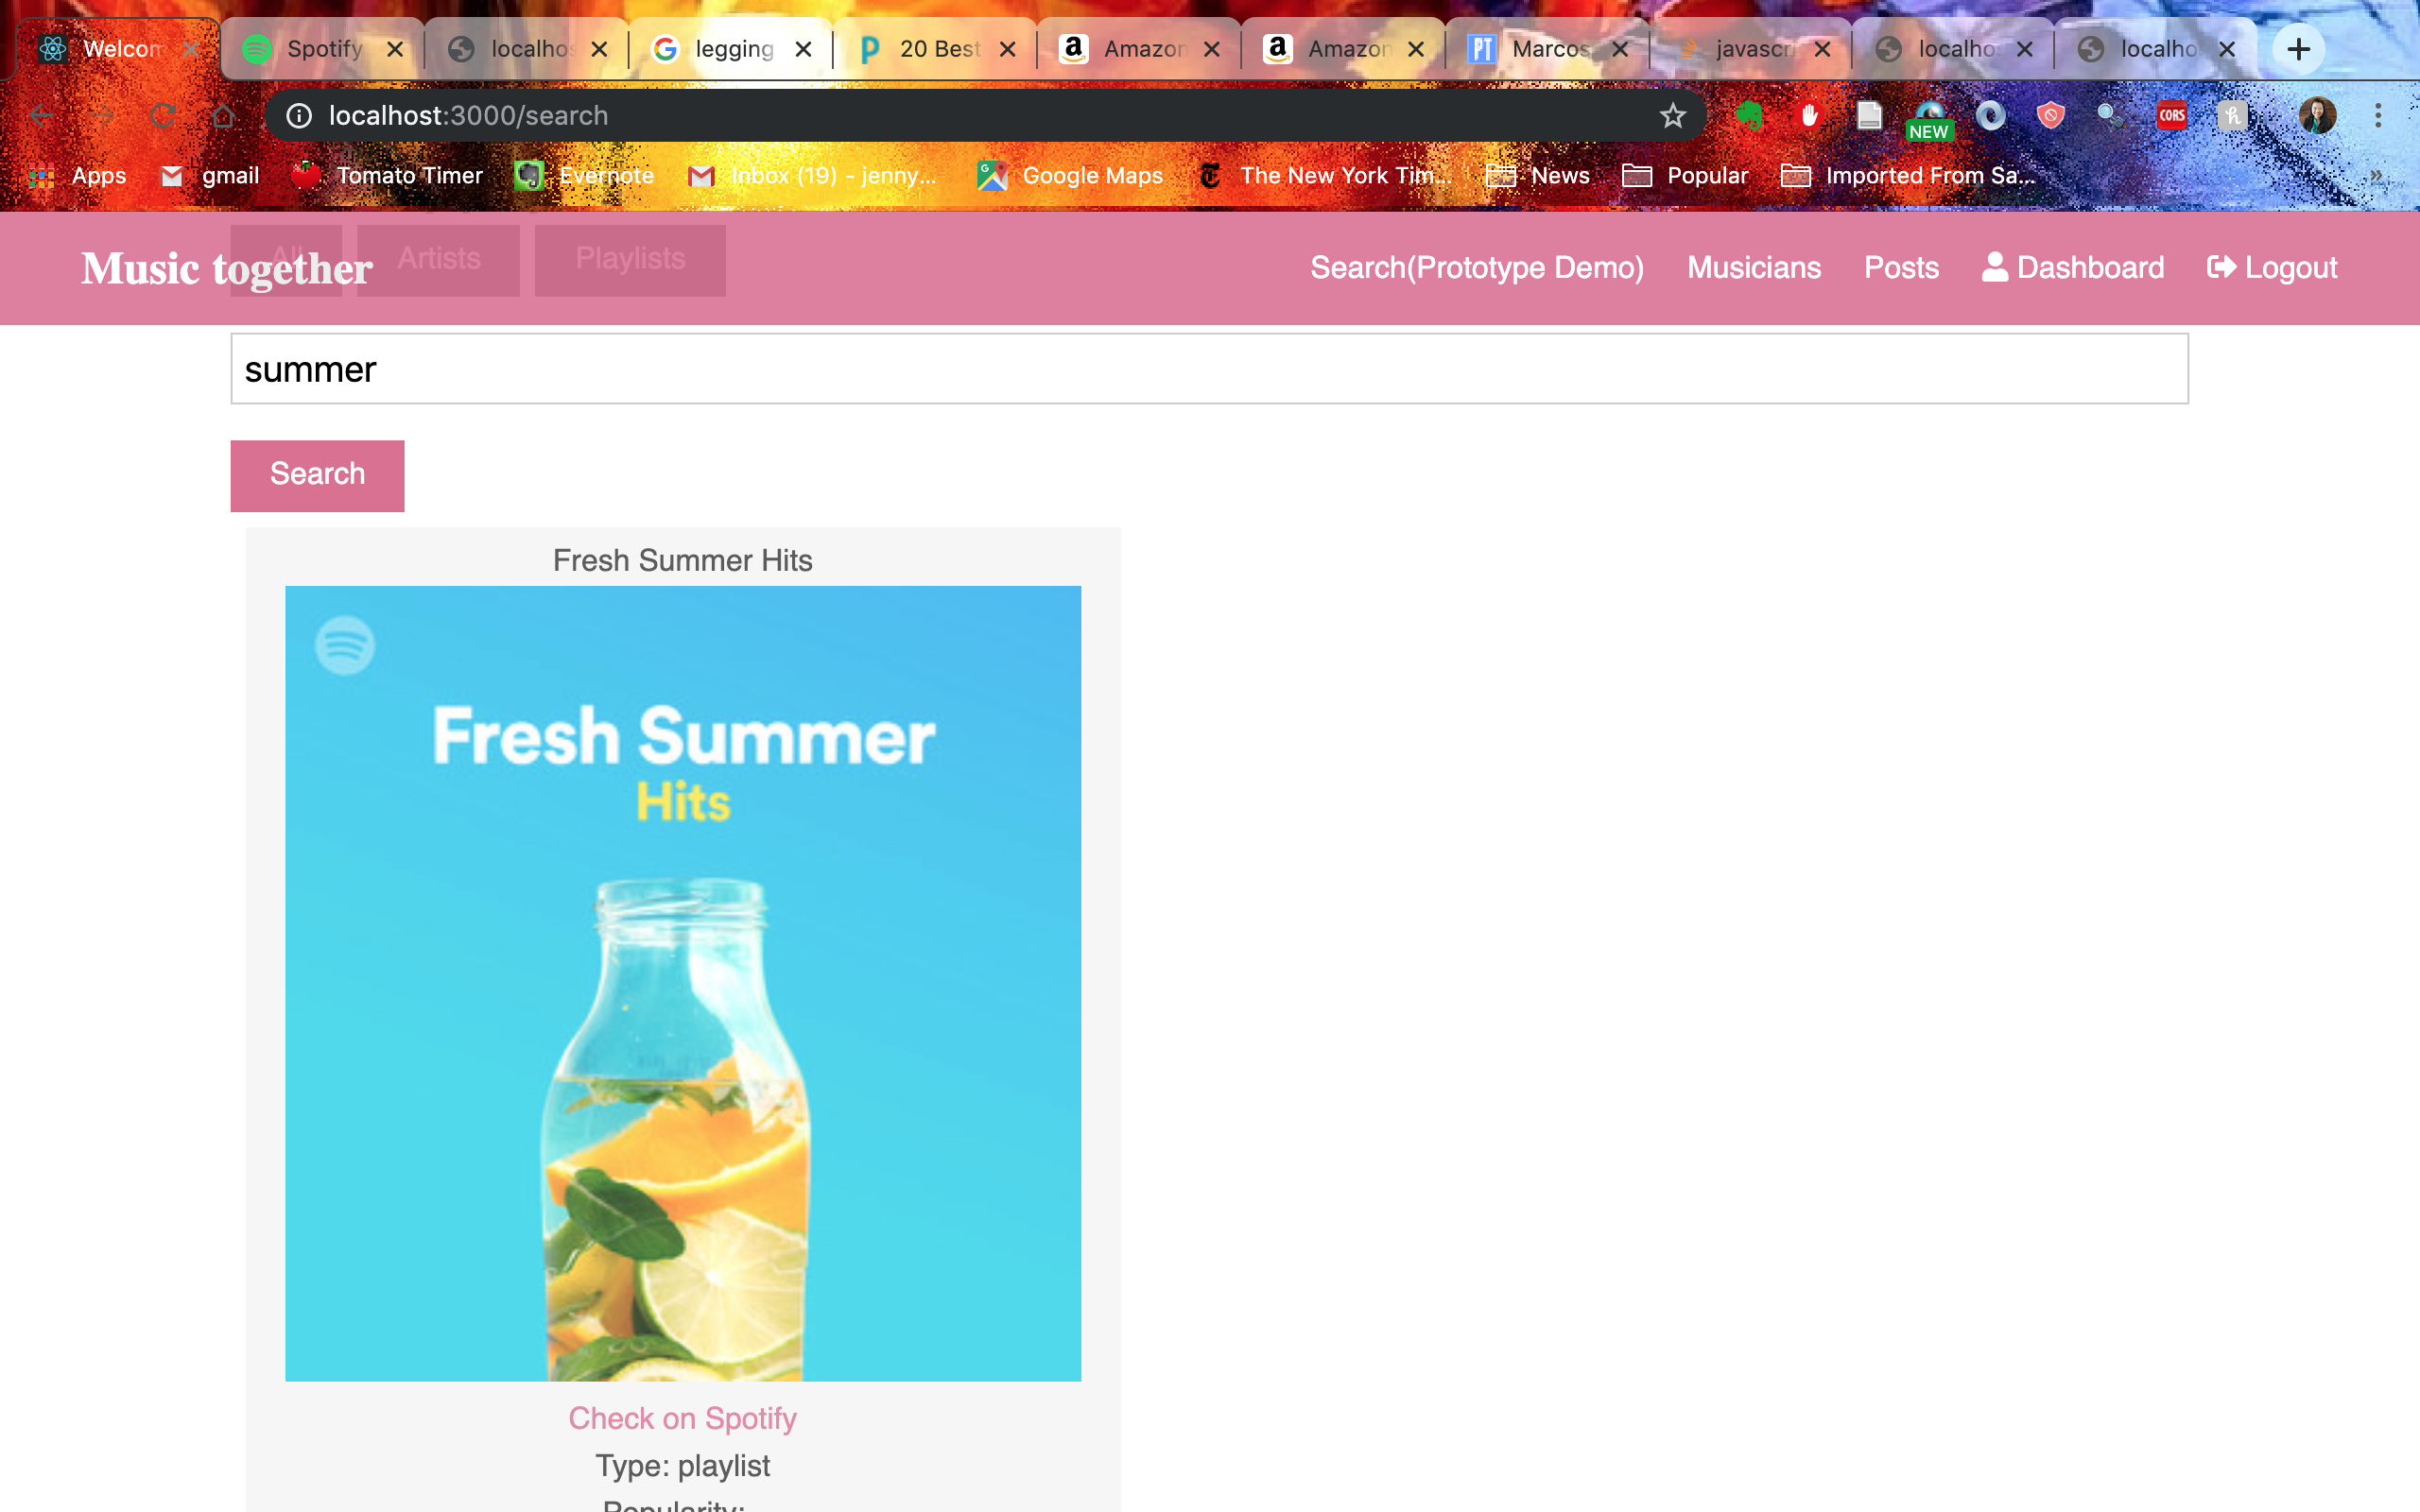 Welcom
Spotify
localhos
legging
20 Best
Amazon
Amazon
Marcos
javascr
localho
localho
localhost:3000/search
NEW
CORS
Apps
gmail
Tomato Timer
Evernote
Inbox (19) - jenny...
Google Maps
The New York Tim...
News
Popular
Imported From Sa...
»
All
Artists
Playlists
Music together
Search(Prototype Demo)
Musicians
Posts
Dashboard
Logout
summer
Search
Fresh Summer Hits
Fresh Summer
Hits
Check on Spotify
Type: playlist
Popularity: